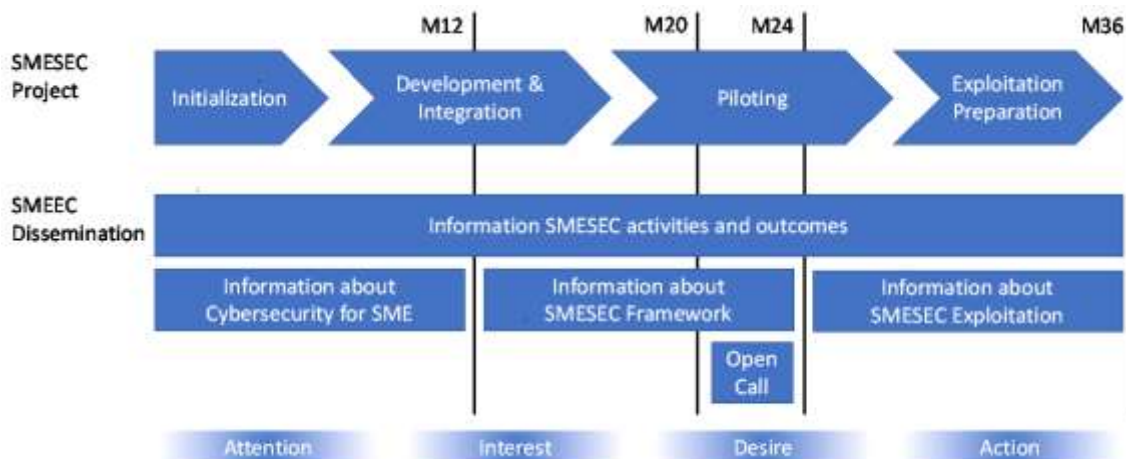 M12
M20
M24
M36
SMESEC
Project
Initialization
Development &
Integration
Piloting
Exploitation
Preparation
SMEEC
Dissemination
Information SMESEC activities and outcomes
Information about
Cybersecurity for SME
Information about
SMESEC Framework
Information about
SMESEC Exploitation
Open
Call
Attention
Interest
Desire
Action